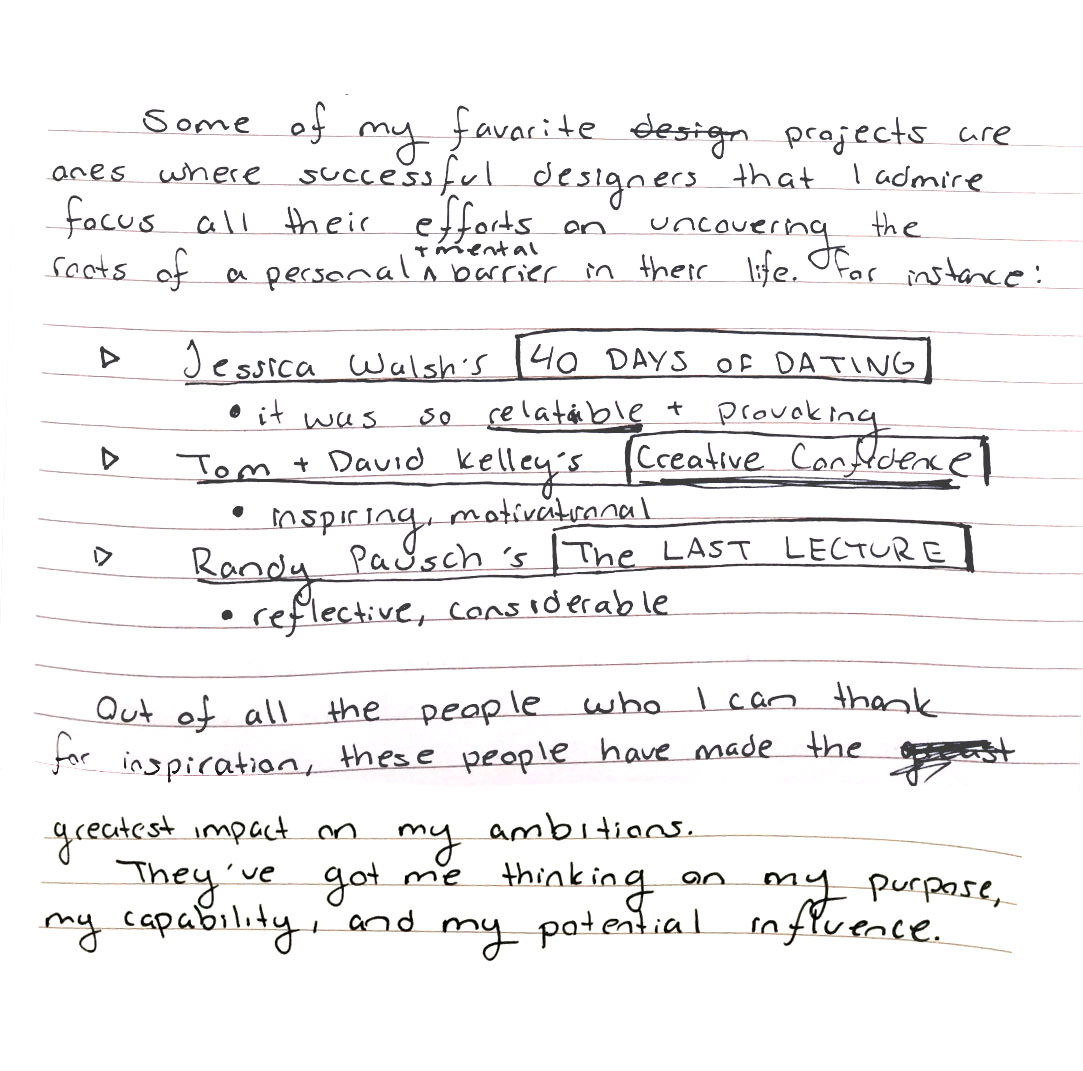 Some of my favorite design projects are
ones where successful designers that I admire
focus all their efforts on uncovering the
+ mental
roots of a personal ^ barrier in their life. For instance:
▷ Jessica Walsh's 40 DAYS OF DATING
• it was so relatable + provoking
▷ Tom + David Kelley's Creative Confidence
• inspiring, motivational
▷ Randy Pausch's The LAST LECTURE
• reflective, considerable
Out of all the people who I can thank
for inspiration, these people have made the
greatest impact on my ambitions.
They've got me thinking on my purpose,
my capability, and my potential influence.